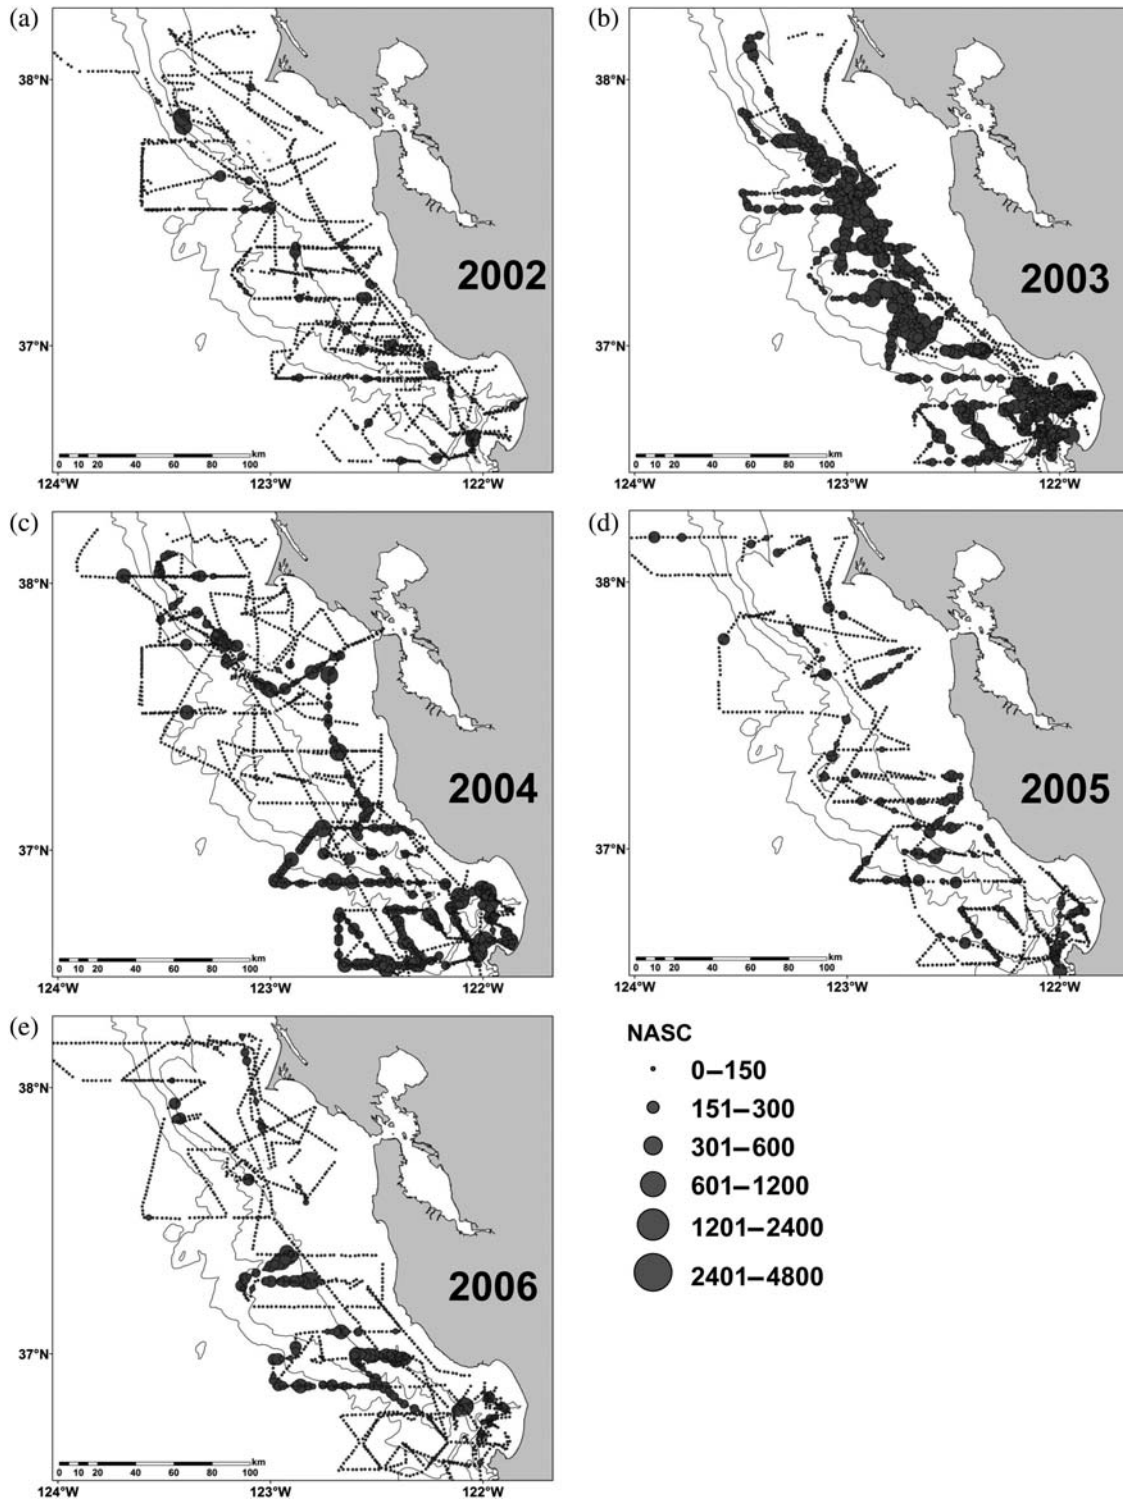 (a)
38°N
2002
37°N
km
0 10 20 40 60 80 100
124°W 123°W 122°W
(b)
38°N
2003
37°N
km
0 10 20 40 60 80 100
124°W 123°W 122°W
(c)
38°N
2004
37°N
km
0 10 20 40 60 80 100
124°W 123°W 122°W
(d)
38°N
2005
37°N
km
0 10 20 40 60 80 100
124°W 123°W 122°W
(e)
38°N
2006
37°N
km
0 10 20 40 60 80 100
124°W 123°W 122°W
NASC
0–150
151–300
301–600
601–1200
1201–2400
2401–4800